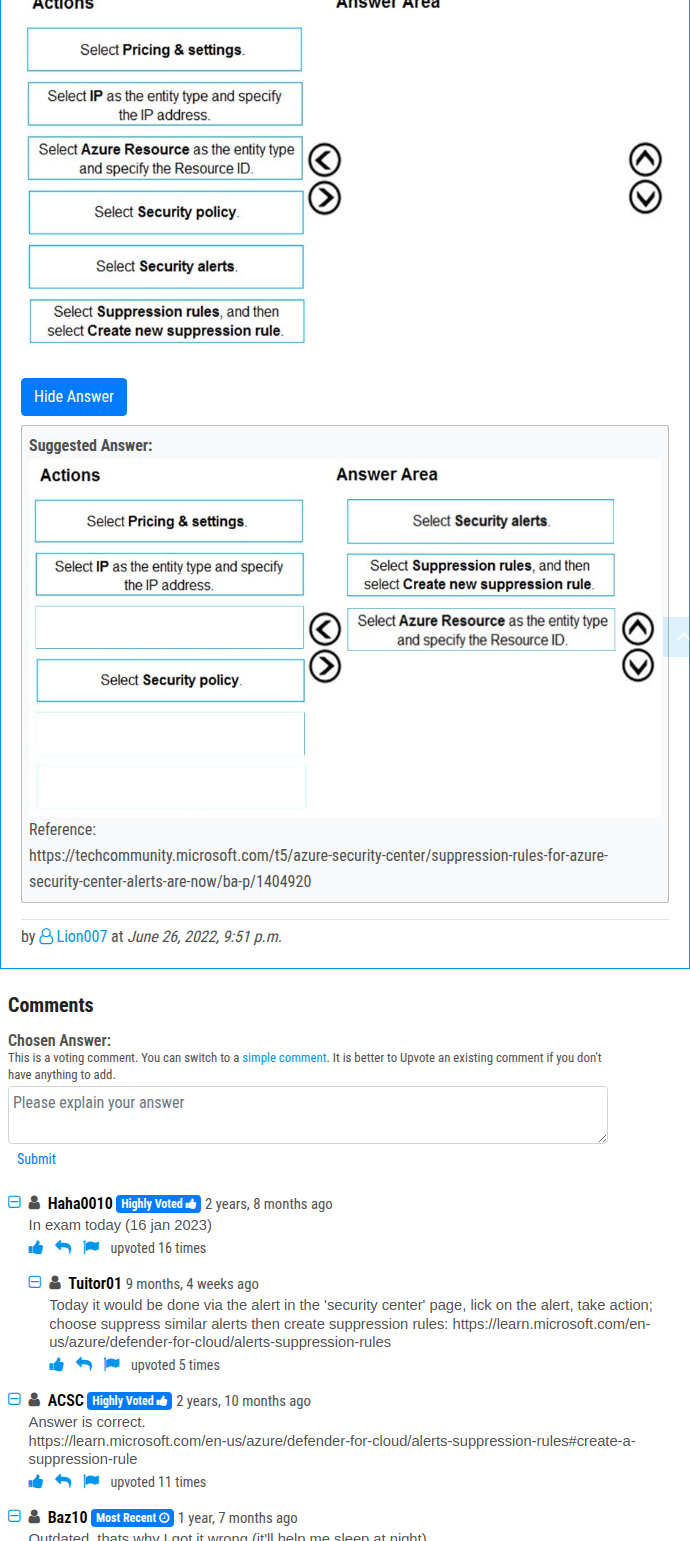 Actions
Answer Area
Select Pricing & settings.
Select IP as the entity type and specify
the IP address.
Select Azure Resource as the entity type
and specify the Resource ID.
Select Security policy.
Select Security alerts.
Select Suppression rules, and then
select Create new suppression rule.
Hide Answer
Suggested Answer:
Actions
Answer Area
Select Pricing & settings.
Select IP as the entity type and specify
the IP address.
Select Security policy.
Select Security alerts.
Select Suppression rules, and then
select Create new suppression rule.
Select Azure Resource as the entity type
and specify the Resource ID.
Reference:
https://techcommunity.microsoft.com/t5/azure-security-center/suppression-rules-for-azure-
security-center-alerts-are-now/ba-p/1404920
by Lion007 at June 26, 2022, 9:51 p.m.
Comments
Chosen Answer:
This is a voting comment. You can switch to a simple comment. It is better to Upvote an existing comment if you don't
have anything to add.
Please explain your answer
Submit
Haha0010 Highly Voted 2 years, 8 months ago
In exam today (16 jan 2023)
upvoted 16 times
Tuitor01 9 months, 4 weeks ago
Today it would be done via the alert in the 'security center' page, lick on the alert, take action;
choose suppress similar alerts then create suppression rules: https://learn.microsoft.com/en-
us/azure/defender-for-cloud/alerts-suppression-rules
upvoted 5 times
ACSC Highly Voted 2 years, 10 months ago
Answer is correct.
https://learn.microsoft.com/en-us/azure/defender-for-cloud/alerts-suppression-rules#create-a-
suppression-rule
upvoted 11 times
Baz10 Most Recent 1 year, 7 months ago
Outdated, thats why I got it wrong (it'll help me sleep at night)